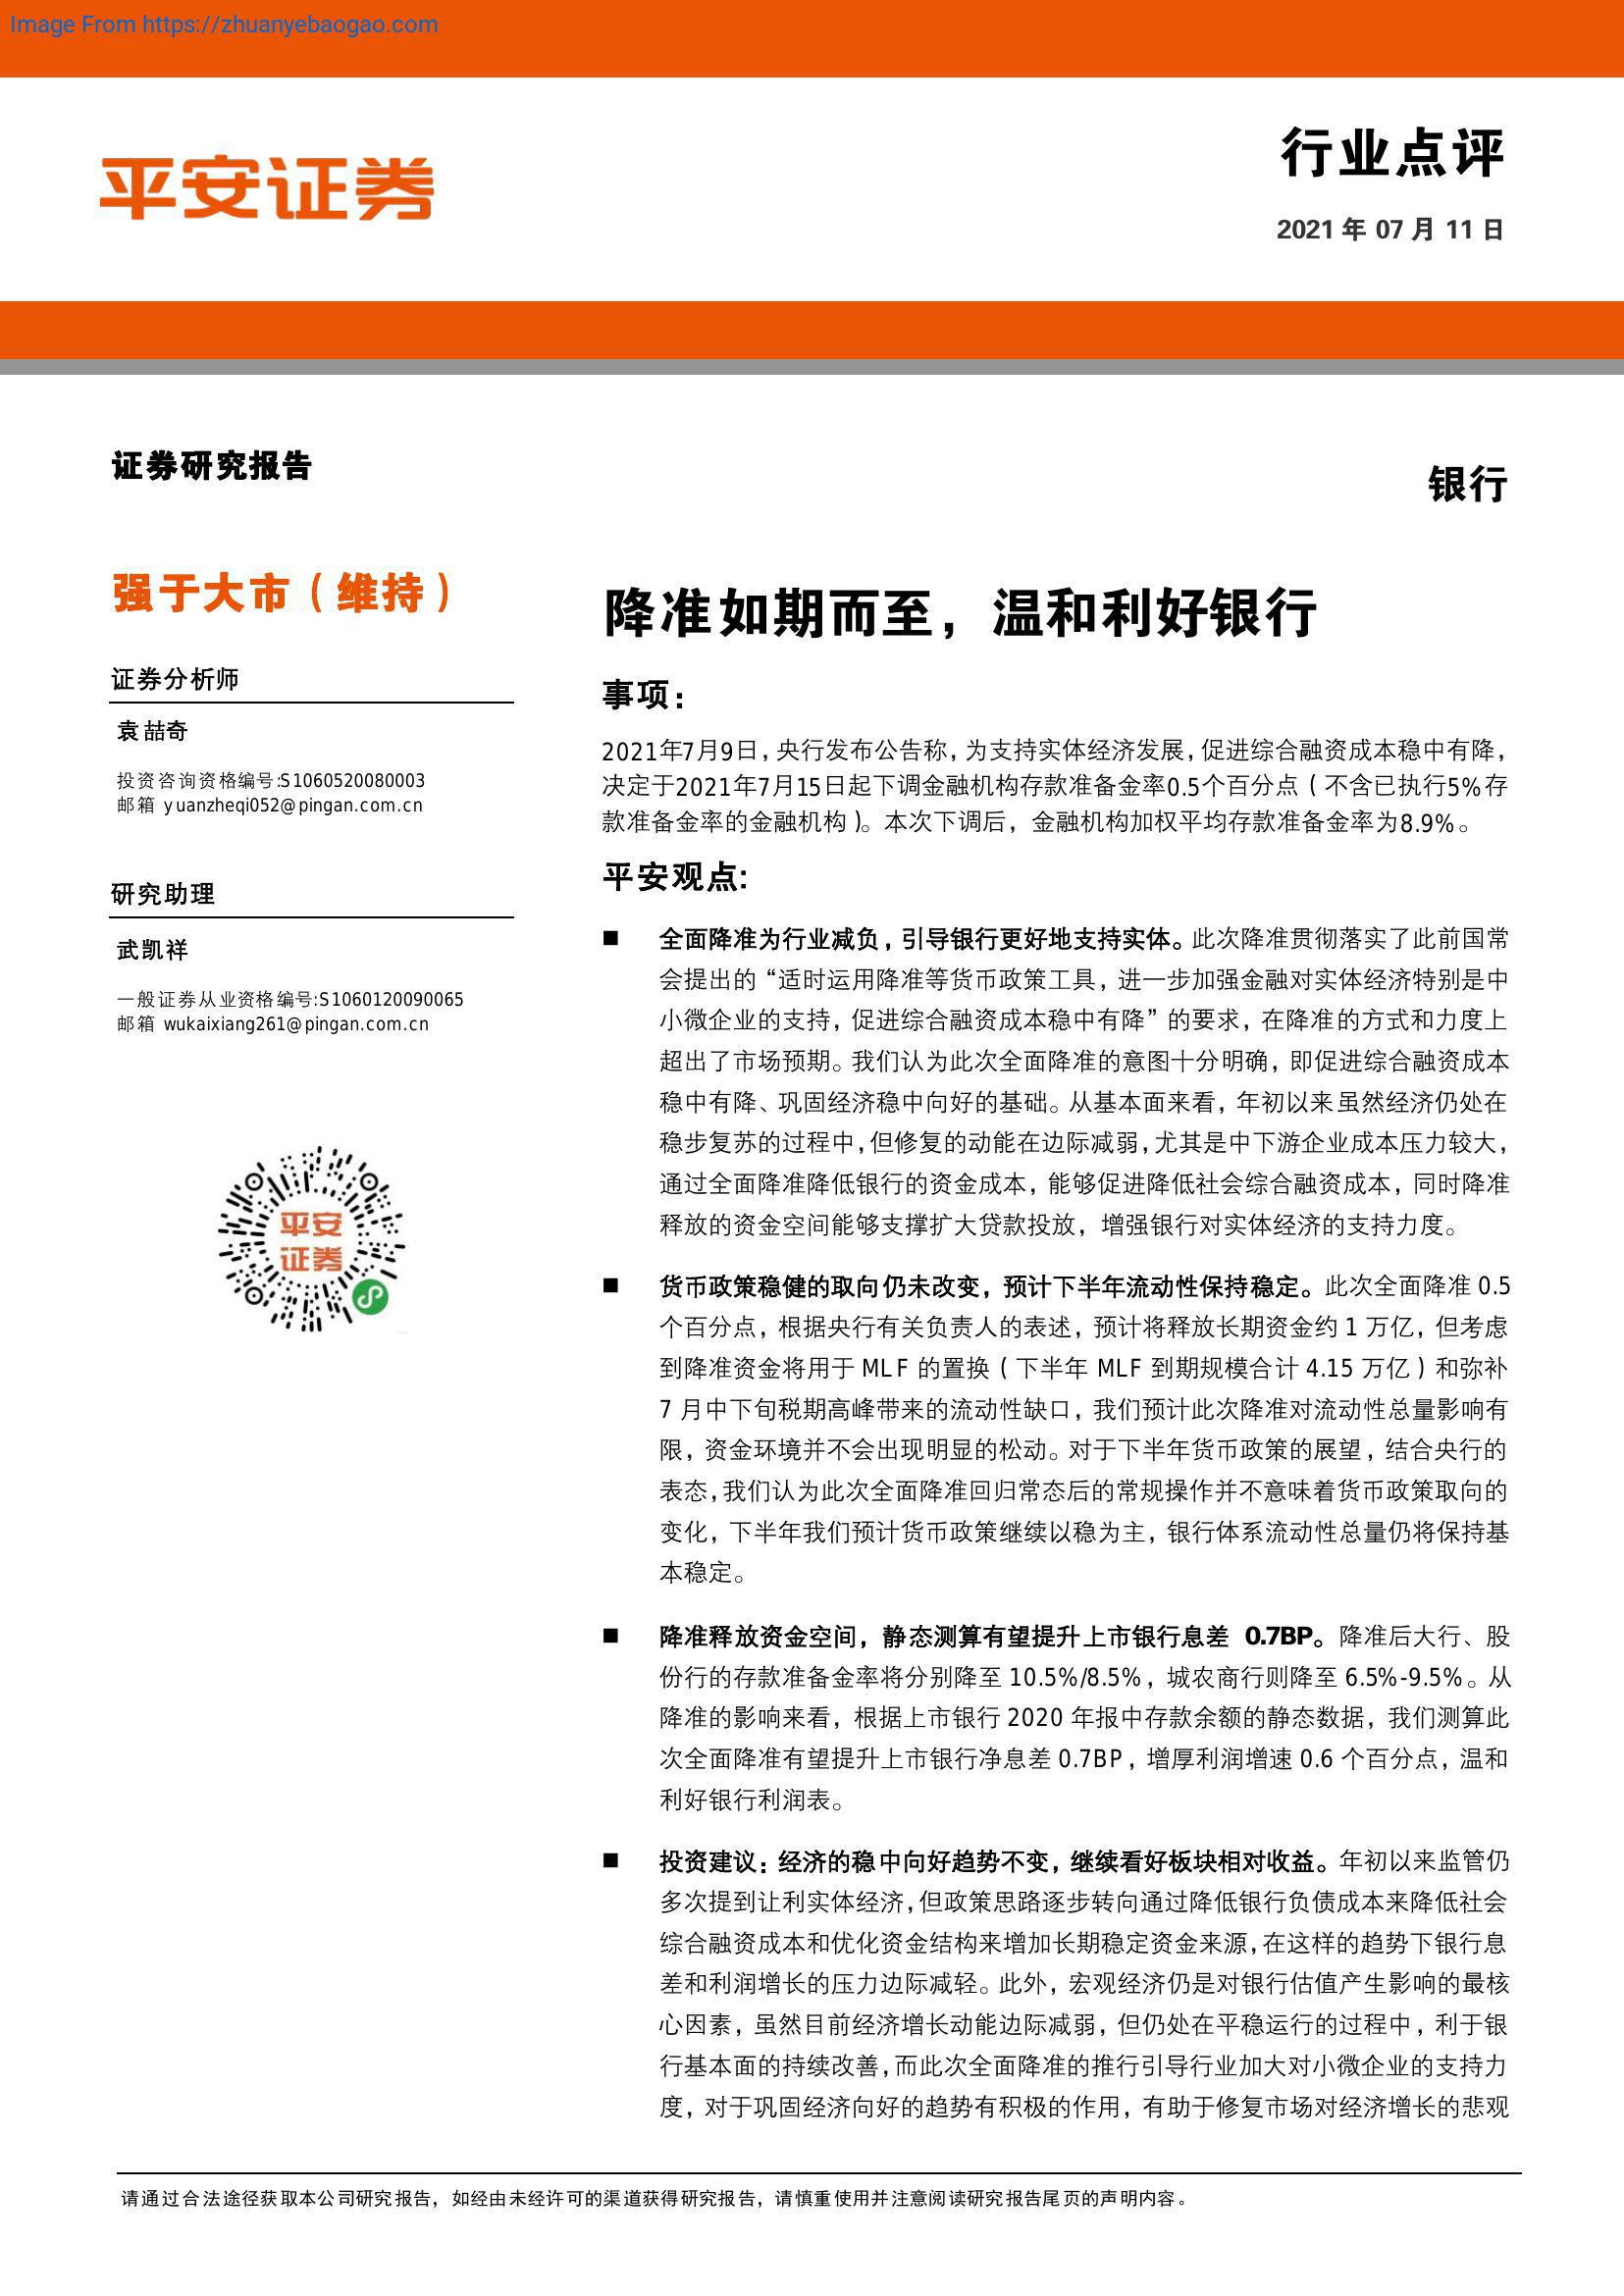 Image From https://zhuanyebaogao.com
平安证券
行业点评
2021 年 07 月 11 日
证券研究报告
银行
强于大市（维持）
证券分析师
袁喆奇
投资咨询资格编号:S1060520080003
邮箱 yuanzheqi052@pingan.com.cn
研究助理
武凯祥
一般证券从业资格编号:S1060120090065
邮箱 wukaixiang261@pingan.com.cn
平安
证券
降准如期而至，温和利好银行
事项：
2021年7月9日，央行发布公告称，为支持实体经济发展，促进综合融资成本稳中有降，
决定于2021年7月15日起下调金融机构存款准备金率0.5个百分点（不含已执行5%存
款准备金率的金融机构）。本次下调后，金融机构加权平均存款准备金率为8.9%。
平安观点:
■ 全面降准为行业减负，引导银行更好地支持实体。此次降准贯彻落实了此前国常
会提出的“适时运用降准等货币政策工具，进一步加强金融对实体经济特别是中
小微企业的支持，促进综合融资成本稳中有降”的要求，在降准的方式和力度上
超出了市场预期。我们认为此次全面降准的意图十分明确，即促进综合融资成本
稳中有降、巩固经济稳中向好的基础。从基本面来看，年初以来虽然经济仍处在
稳步复苏的过程中，但修复的动能在边际减弱，尤其是中下游企业成本压力较大，
通过全面降准降低银行的资金成本，能够促进降低社会综合融资成本，同时降准
释放的资金空间能够支撑扩大贷款投放，增强银行对实体经济的支持力度。
■ 货币政策稳健的取向仍未改变，预计下半年流动性保持稳定。此次全面降准 0.5
个百分点，根据央行有关负责人的表述，预计将释放长期资金约 1 万亿，但考虑
到降准资金将用于 MLF 的置换（下半年 MLF 到期规模合计 4.15 万亿）和弥补
7 月中下旬税期高峰带来的流动性缺口，我们预计此次降准对流动性总量影响有
限，资金环境并不会出现明显的松动。对于下半年货币政策的展望，结合央行的
表态，我们认为此次全面降准回归常态后的常规操作并不意味着货币政策取向的
变化，下半年我们预计货币政策继续以稳为主，银行体系流动性总量仍将保持基
本稳定。
■ 降准释放资金空间，静态测算有望提升上市银行息差 0.7BP。降准后大行、股
份行的存款准备金率将分别降至 10.5%/8.5%，城农商行则降至 6.5%-9.5%。从
降准的影响来看，根据上市银行 2020 年报中存款余额的静态数据，我们测算此
次全面降准有望提升上市银行净息差 0.7BP，增厚利润增速 0.6 个百分点，温和
利好银行利润表。
■ 投资建议：经济的稳中向好趋势不变，继续看好板块相对收益。年初以来监管仍
多次提到让利实体经济，但政策思路逐步转向通过降低银行负债成本来降低社会
综合融资成本和优化资金结构来增加长期稳定资金来源，在这样的趋势下银行息
差和利润增长的压力边际减轻。此外，宏观经济仍是对银行估值产生影响的最核
心因素，虽然目前经济增长动能边际减弱，但仍处在平稳运行的过程中，利于银
行基本面的持续改善，而此次全面降准的推行引导行业加大对小微企业的支持力
度，对于巩固经济向好的趋势有积极的作用，有助于修复市场对经济增长的悲观
请通过合法途径获取本公司研究报告，如经由未经许可的渠道获得研究报告，请慎重使用并注意阅读研究报告尾页的声明内容。